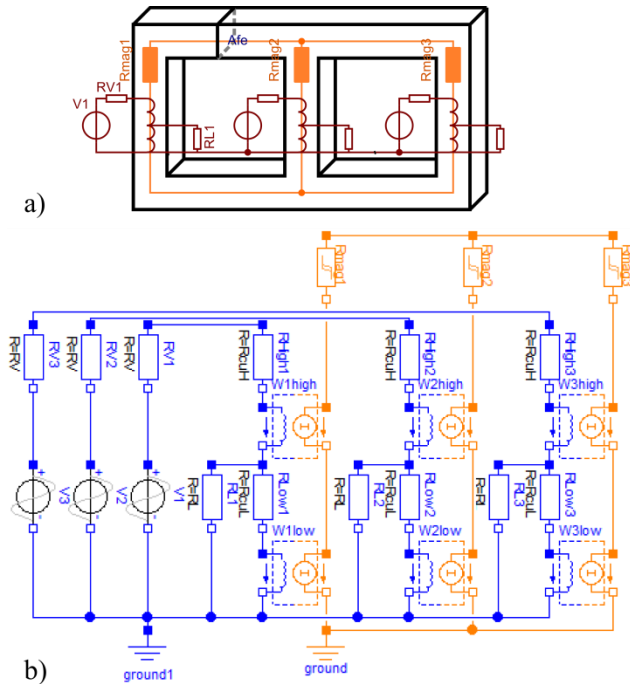 Afe
Rmag1
Rmag2
Rmag3
RV1
V1
RL1
a)
Rmag1
Rmag2
Rmag3
R=RV
RV3
R=RV
RV2
R=RV
RV1
R=RcuH
RHigh1
R=RcuH
RHigh2
R=RcuH
RHigh3
W1high
W2high
W3high
+
V3
-
+
V2
-
+
V1
-
R=RL
RL1
R=RcuL
RLow1
R=RL
RL2
R=RcuL
RLow2
R=RL
RL3
R=RcuL
RLow3
W1low
W2low
W3low
ground1
ground
b)